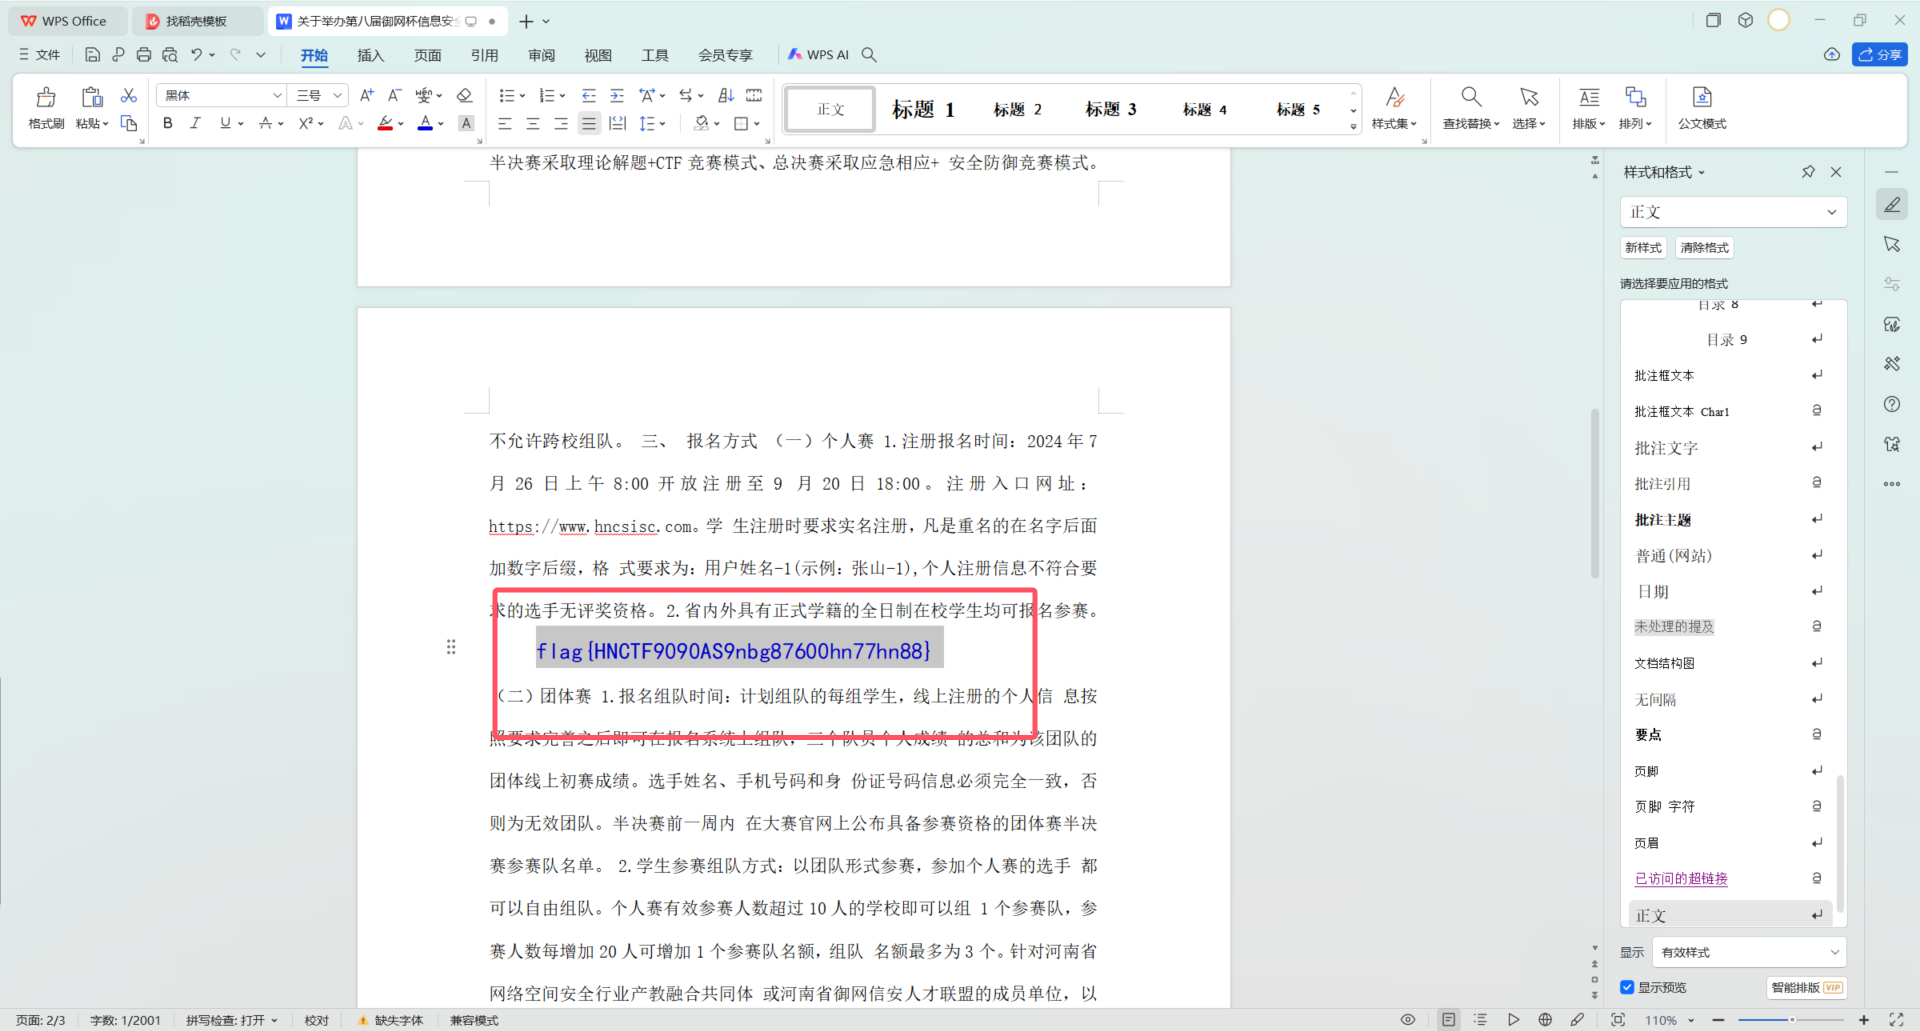 WPS Office
找稻壳模板
关于举办第八届御网杯信息安全
文件
开始 插入 页面 引用 审阅 视图 工具 会员专享 WPS AI
分享
格式刷 粘贴 黑体 三号
正文 标题 1 标题 2 标题 3 标题 4 标题 5
样式集 查找替换 选择 排版 排列 公文模式
半决赛采取理论解题+CTF 竞赛模式、总决赛采取应急相应+ 安全防御竞赛模式。
不允许跨校组队。 三、 报名方式 （一）个人赛 1.注册报名时间：2024 年 7
月 26 日上午 8:00 开放注册至 9 月 20 日 18:00。注册入口网址：
https://www.hncsisc.com。学 生注册时要求实名注册，凡是重名的在名字后面
加数字后缀，格 式要求为：用户姓名-1(示例：张山-1),个人注册信息不符合要
求的选手无评奖资格。2.省内外具有正式学籍的全日制在校学生均可报名参赛。
flag{HNCTF9090AS9nbg87600hn77hn88}
（二）团体赛 1.报名组队时间：计划组队的每组学生，线上注册的个人信 息按
照要求完善之后即可在报名系统上组队，三个队员个人成绩 的总和为该团队的
团体线上初赛成绩。选手姓名、手机号码和身 份证号码信息必须完全一致，否
则为无效团队。半决赛前一周内 在大赛官网上公布具备参赛资格的团体赛半决
赛参赛队名单。 2.学生参赛组队方式：以团队形式参赛，参加个人赛的选手 都
可以自由组队。个人赛有效参赛人数超过 10 人的学校即可以组 1 个参赛队，参
赛人数每增加 20 人可增加 1 个参赛队名额，组队 名额最多为 3 个。针对河南省
网络空间安全行业产教融合共同体 或河南省御网信安人才联盟的成员单位，以
样式和格式
正文
新样式 清除格式
请选择要应用的格式
目录 8
目录 9
批注框文本
批注框文本 Char1
批注文字
批注引用
批注主题
普通(网站)
日期
未处理的提及
文档结构图
无间隔
要点
页脚
页脚 字符
页眉
已访问的超链接
正文
显示 有效样式
显示预览 智能排版 VIP
页面: 2/3 字数: 1/2001 拼写检查: 打开 校对 缺失字体 兼容模式 110%